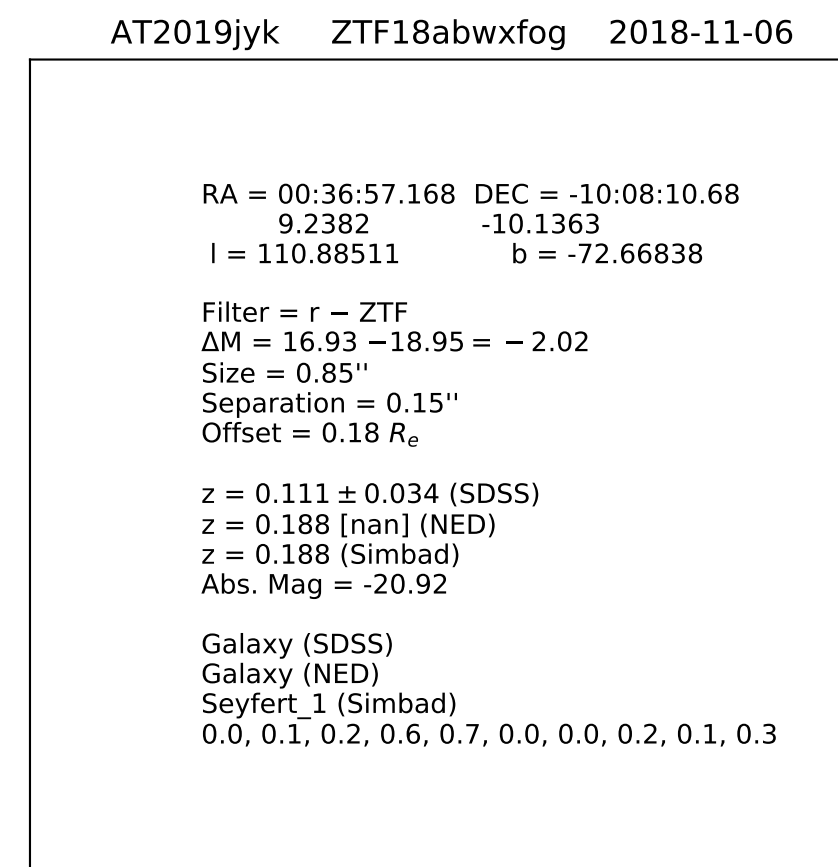 AT2019jyk ZTF18abwxfog 2018-11-06
RA = 00:36:57.168 DEC = -10:08:10.68
9.2382 -10.1363
l = 110.88511 b = -72.66838
Filter = r − ZTF
ΔM = 16.93 −18.95 = − 2.02
Size = 0.85''
Separation = 0.15''
Offset = 0.18 Rₑ
z = 0.111 ± 0.034 (SDSS)
z = 0.188 [nan] (NED)
z = 0.188 (Simbad)
Abs. Mag = -20.92
Galaxy (SDSS)
Galaxy (NED)
Seyfert_1 (Simbad)
0.0, 0.1, 0.2, 0.6, 0.7, 0.0, 0.0, 0.2, 0.1, 0.3